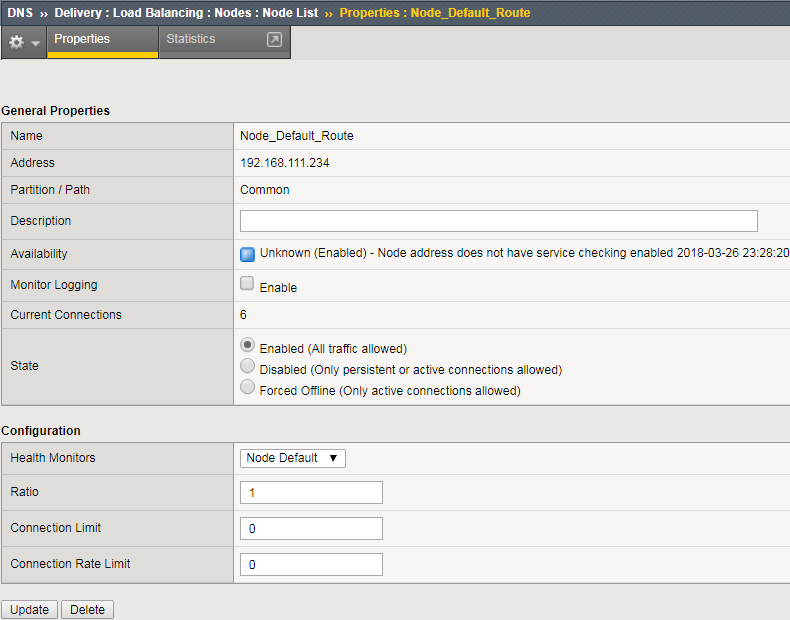 DNS ›› Delivery : Load Balancing : Nodes : Node List ›› Properties : Node_Default_Route
Properties
Statistics
General Properties
Name
Node_Default_Route
Address
192.168.111.234
Partition / Path
Common
Description
Availability
Unknown (Enabled) - Node address does not have service checking enabled 2018-03-26 23:28:20
Monitor Logging
Enable
Current Connections
6
State
Enabled (All traffic allowed)
Disabled (Only persistent or active connections allowed)
Forced Offline (Only active connections allowed)
Configuration
Health Monitors
Node Default
Ratio
1
Connection Limit
0
Connection Rate Limit
0
Update
Delete